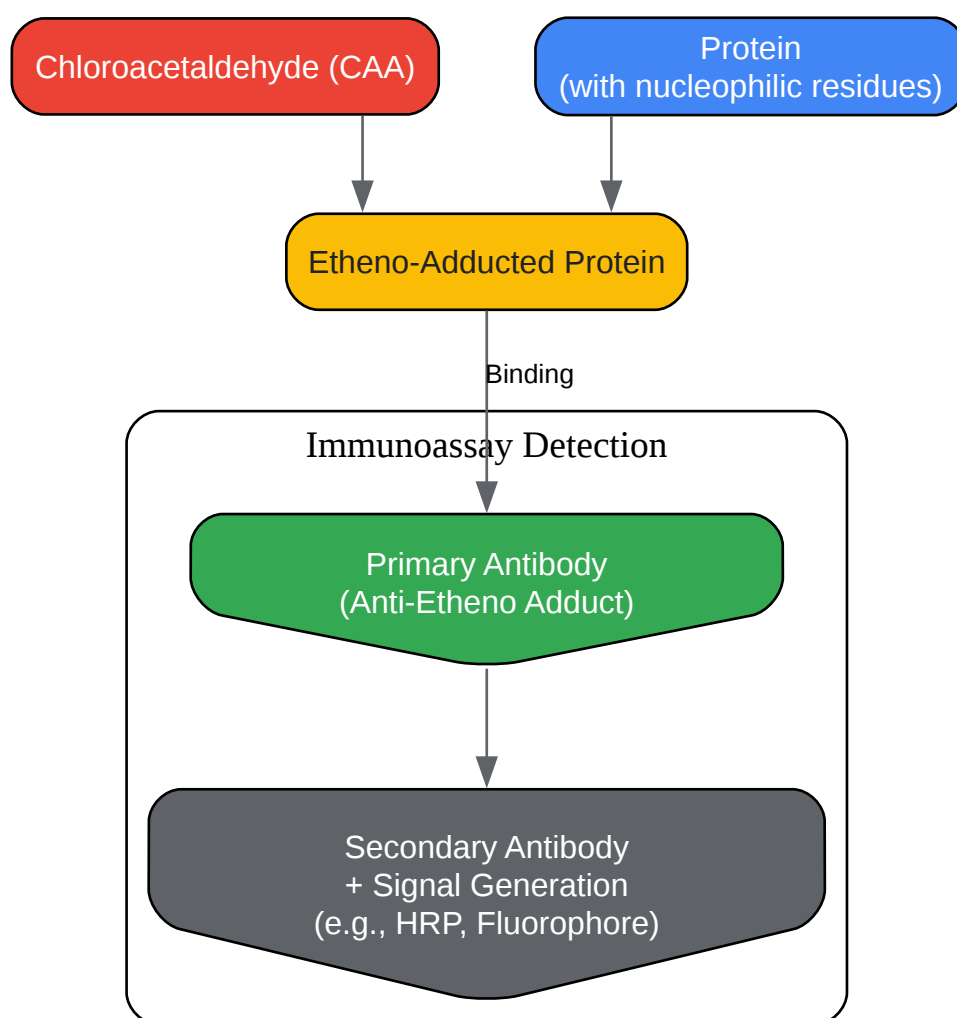 Chloroacetaldehyde (CAA)
Protein
(with nucleophilic residues)
Etheno-Adducted Protein
Binding
Immunoassay Detection
Primary Antibody
(Anti-Etheno Adduct)
Secondary Antibody
+ Signal Generation
(e.g., HRP, Fluorophore)